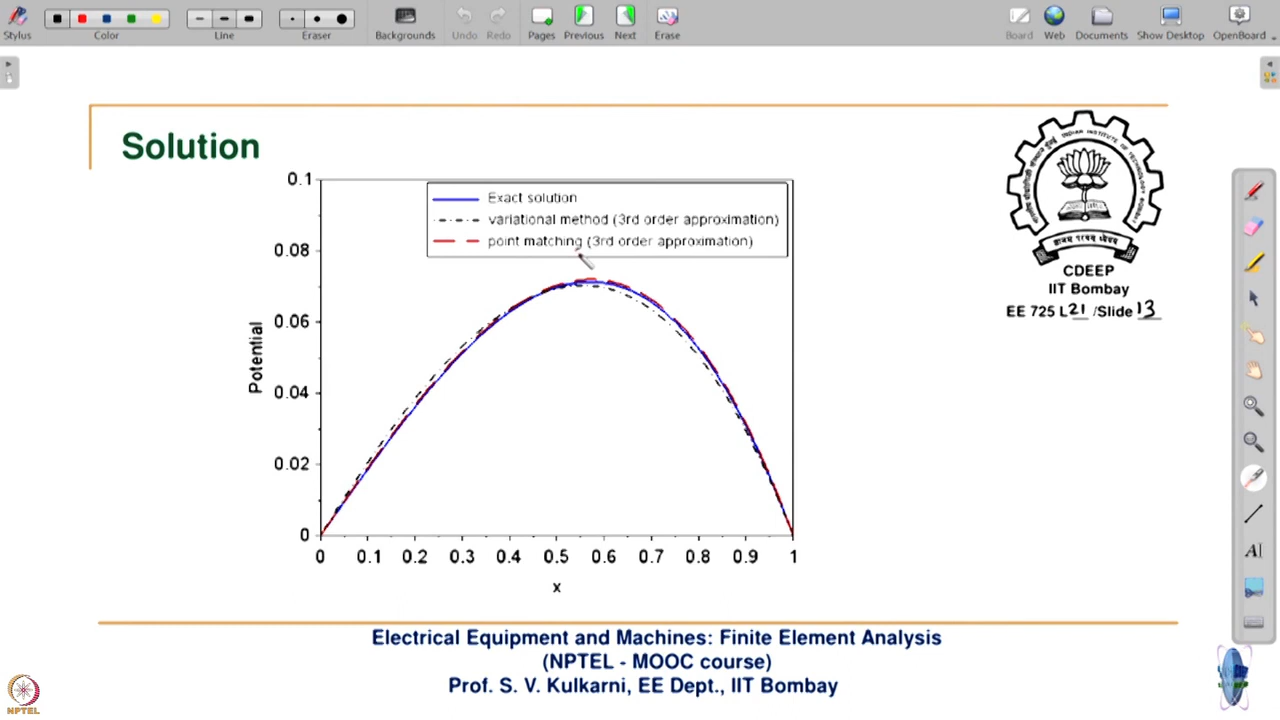 Stylus
Color
Line
Eraser
Backgrounds
Undo
Redo
Pages
Previous
Next
Erase
Board
Web
Documents
Show Desktop
OpenBoard
Solution
Exact solution
variational method (3rd order approximation)
point matching (3rd order approximation)
0.1
0.08
0.06
0.04
0.02
0
Potential
0 0.1 0.2 0.3 0.4 0.5 0.6 0.7 0.8 0.9 1
x
CDEEP
IIT Bombay
EE 725 L 21 /Slide 13
Electrical Equipment and Machines: Finite Element Analysis
(NPTEL - MOOC course)
Prof. S. V. Kulkarni, EE Dept., IIT Bombay
NPTEL